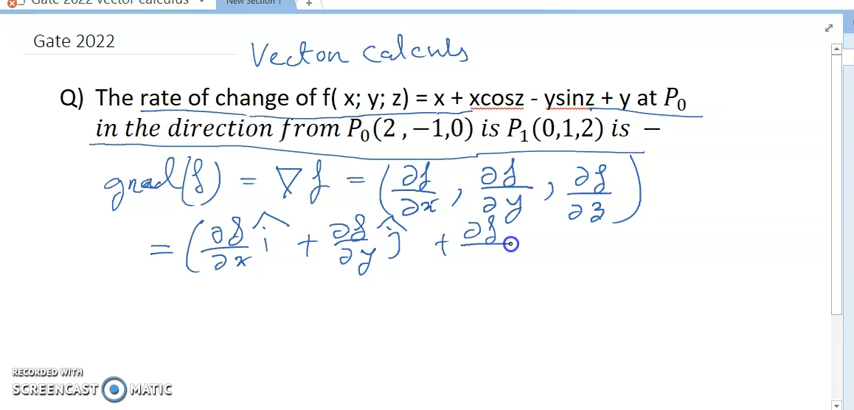 Gate 2022 vector calculus
New Section 1
Gate 2022
Vector calculs
Q) The rate of change of f( x; y; z) = x + xcosz - ysinz + y at P₀
in the direction from P₀(2 , −1,0) is P₁(0,1,2) is −
grad(f) = ∇f = (∂f/∂x , ∂f/∂y , ∂f/∂z)
= (∂f/∂x î + ∂f/∂y ĵ + ∂f
RECORDED WITH
SCREENCAST MATIC